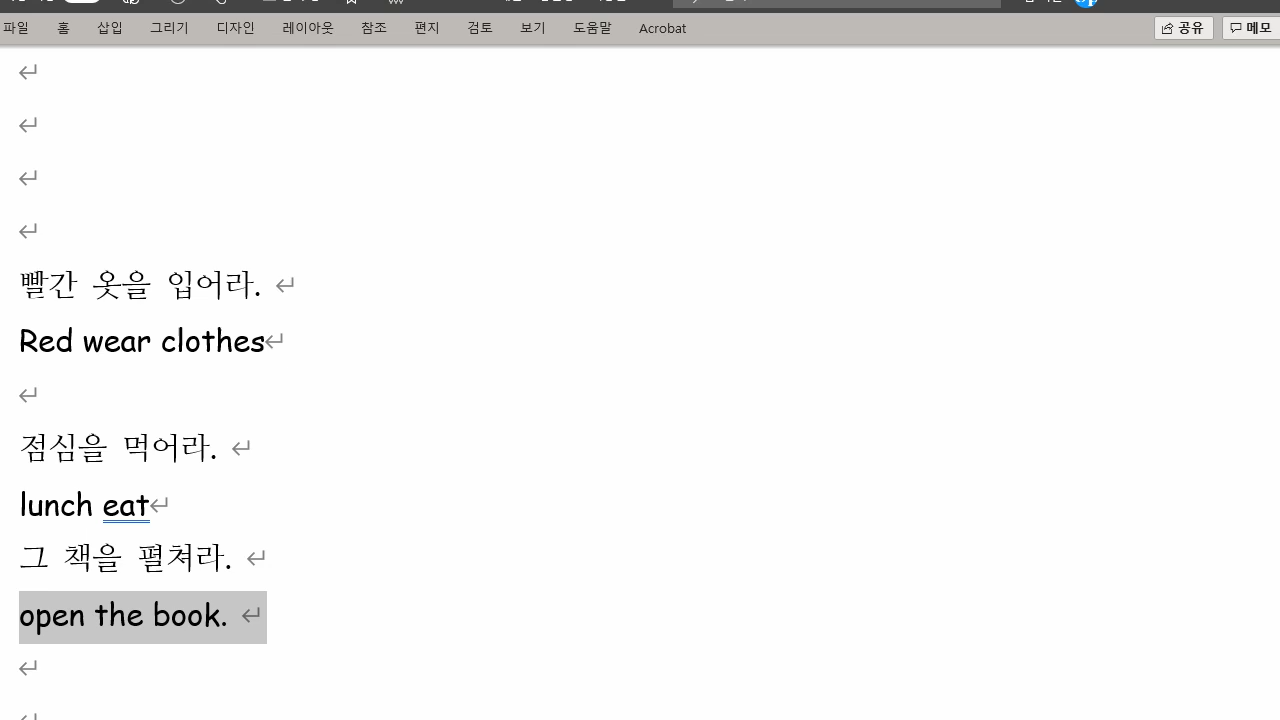 파일 홈 삽입 그리기 디자인 레이아웃 참조 편지 검토 보기 도움말 Acrobat 공유 메모
빨간 옷을 입어라.
Red wear clothes
점심을 먹어라.
lunch eat
그 책을 펼쳐라.
open the book.